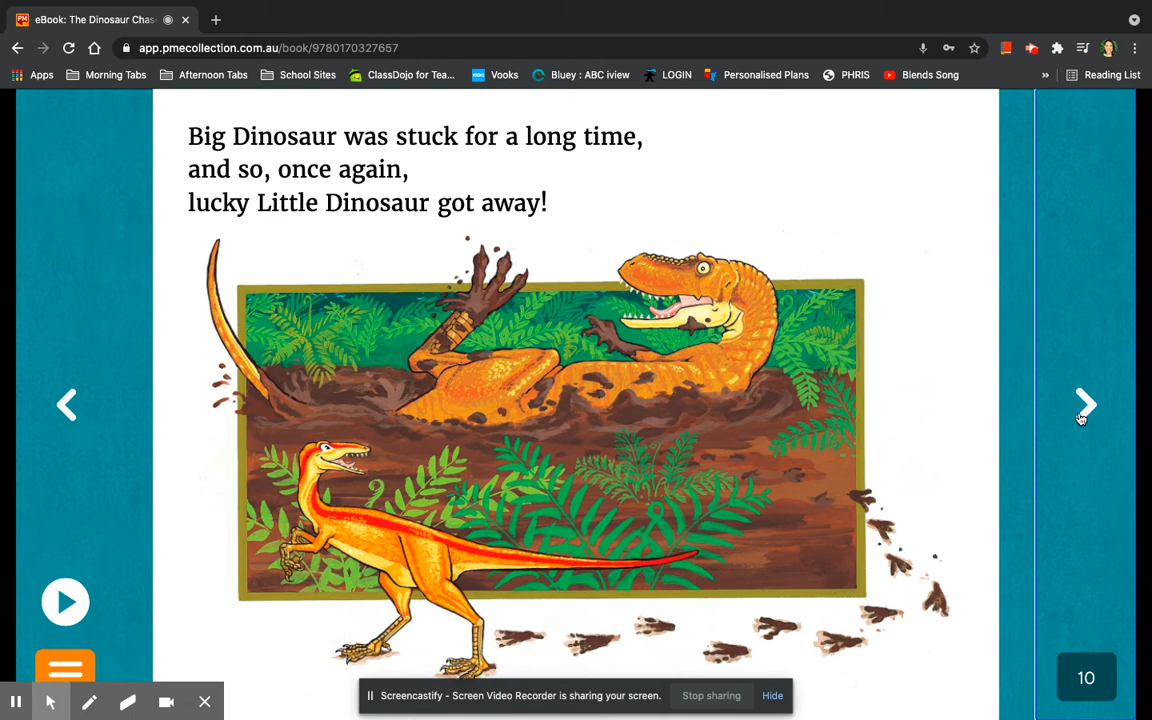 eBook: The Dinosaur Chas
app.pmecollection.com.au/book/9780170327657
Apps
Morning Tabs
Afternoon Tabs
School Sites
ClassDojo for Tea...
VOOKS
Vooks
Bluey : ABC iview
LOGIN
Personalised Plans
PHRIS
Blends Song
»
Reading List
Big Dinosaur was stuck for a long time,
and so, once again,
lucky Little Dinosaur got away!
10
Screencastify - Screen Video Recorder is sharing your screen.
Stop sharing
Hide